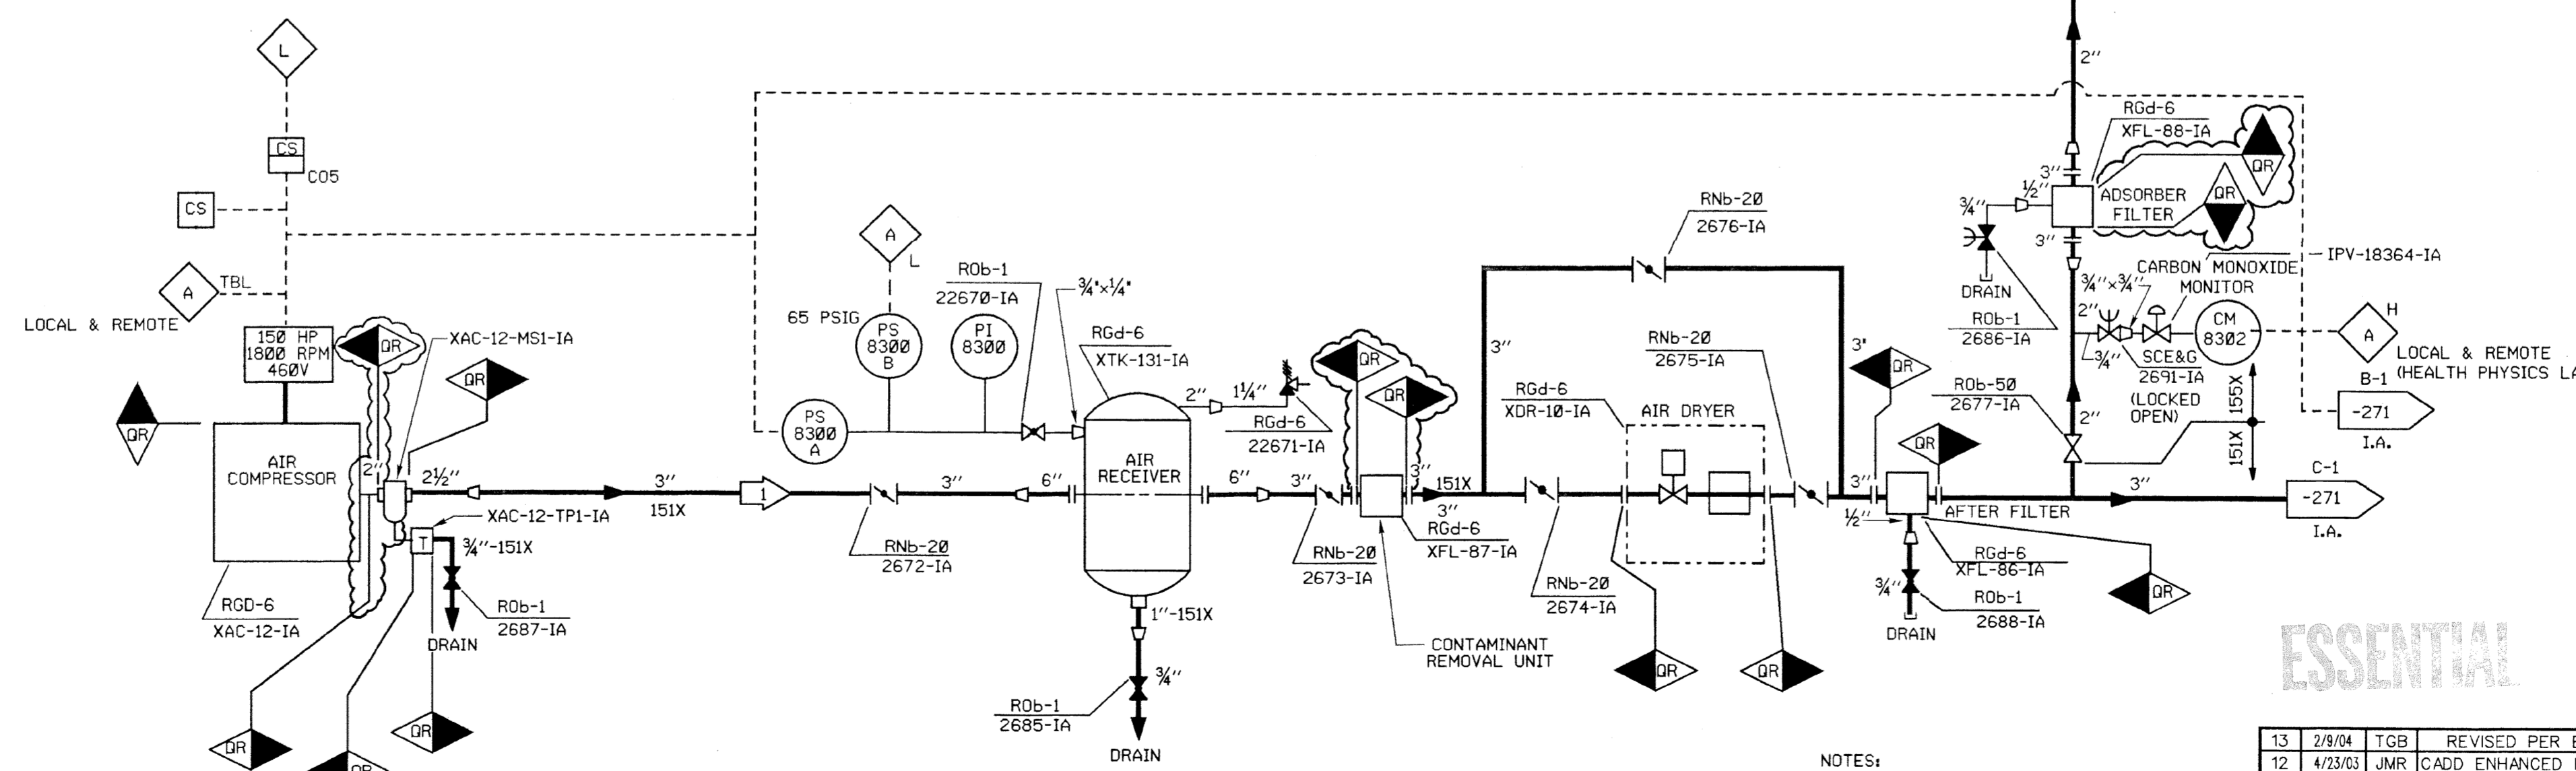 L
CS
CO5
CS
A
TBL
LOCAL & REMOTE
150 HP
1800 RPM
460V
QR
XAC-12-MS1-IA
QR
QR
AIR
COMPRESSOR
2"
2½"
3"
151X
1
XAC-12-TP1-IA
T
¾"-151X
RGD-6
XAC-12-IA
ROb-1
2687-IA
DRAIN
QR
QR
QR
65 PSIG
A
L
PS
8300
B
PI
8300
PS
8300
A
ROb-1
22670-IA
¾"×¼"
RGd-6
XTK-131-IA
2"
1¼"
RGd-6
22671-IA
RNb-20
2672-IA
3"
6"
AIR
RECEIVER
6"
3"
1"-151X
¾"
ROb-1
2685-IA
DRAIN
RNb-20
2673-IA
QR
QR
3"
151X
3"
RGd-6
XFL-87-IA
CONTAMINANT
REMOVAL UNIT
3"
RNb-20
2676-IA
RNb-20
2675-IA
RGd-6
XDR-10-IA
AIR DRYER
RNb-20
2674-IA
QR
QR
3"
QR
QR
3"
½"
AFTER FILTER
RGd-6
XFL-86-IA
¾"
ROb-1
2688-IA
DRAIN
QR
2"
RGd-6
XFL-88-IA
QR
QR
3"
½"
¾"
ADSORBER
FILTER
3"
DRAIN
ROb-1
2686-IA
IPV-18364-IA
CARBON MONOXIDE
MONITOR
¾"×¾"
2"
CM
8302
¾"
SCE&G
2691-IA
(LOCKED
OPEN)
A
H
LOCAL & REMOTE
(HEALTH PHYSICS LA
ROb-50
2677-IA
2"
155X
151X
B-1
-271
I.A.
C-1
-271
I.A.
3"
ESSENTIAL
NOTES:
13 2/9/04 TGB REVISED PER
12 4/23/03 JMR CADD ENHANCED